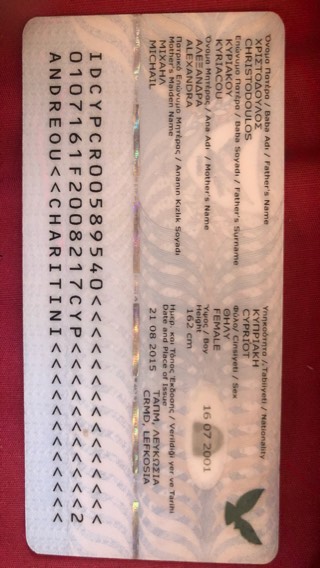 Όνομα Πατέρα / Baba Adı / Father's Name
ΧΡΙΣΤΟΔΟΥΛΟΣ
CHRISTODOULOS
Επώνυμο Πατέρα / Baba Soyadı / Father's Surname
ΚΥΡΙΑΚΟΥ
KYRIACOU
Όνομα Μητέρας / Ana Adı / Mother's Name
ΑΛΕΞΑΝΔΡΑ
ALEXANDRA
Πατρικό Επώνυμο Μητέρας / Ananın Kızlık Soyadı
Mother's Maiden Name
ΜΙΧΑΗΛ
MICHAIL
Υπηκοότητα / Tabiiyeti / Nationality
ΚΥΠΡΙΑΚΗ
CYPRIOT
Φύλο / Cinsiyeti / Sex
ΘΗΛΥ
FEMALE
Ύψος / Boy
Height
162 cm
16 07 2001
Ημερ. και Τόπος Έκδοσης / Verildiği yer ve Tarihi
Date and Place of Issue
21 08 2015
ΤΑΠΜ, ΛΕΥΚΩΣΙΑ
CRMD, LEFKOSIA
IDCYPCR00589540<<<<<<<<<<<<<<<
0107161F2008217CYP<<<<<<<<<<<2
ANDREOU<<CHARITINI<<<<<<<<<<<<